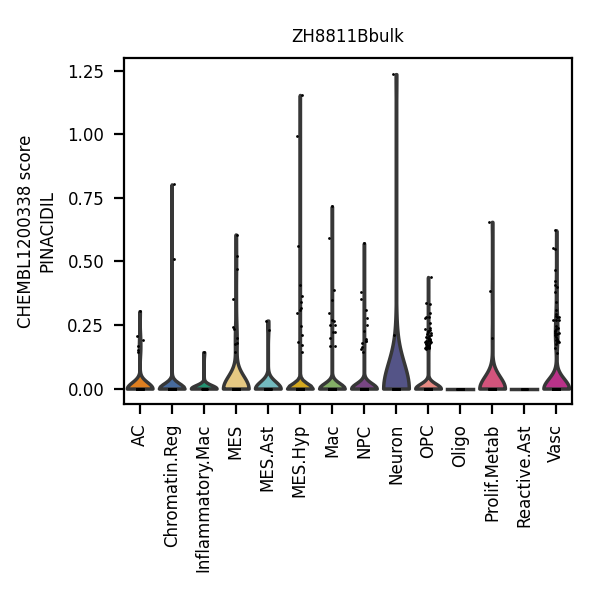 ZH8811Bbulk
CHEMBL1200338 score
PINACIDIL
1.25
1.00
0.75
0.50
0.25
0.00
AC
Chromatin.Reg
Inflammatory.Mac
MES
MES.Ast
MES.Hyp
Mac
NPC
Neuron
OPC
Oligo
Prolif.Metab
Reactive.Ast
Vasc